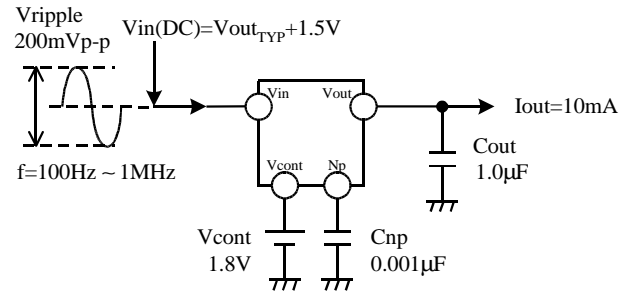 Vripple
200mVp-p
Vin(DC)=VoutTYP+1.5V
f=100Hz ~ 1MHz
Vin
Vout
Vcont
Np
Iout=10mA
Cout
1.0μF
Vcont
1.8V
Cnp
0.001μF